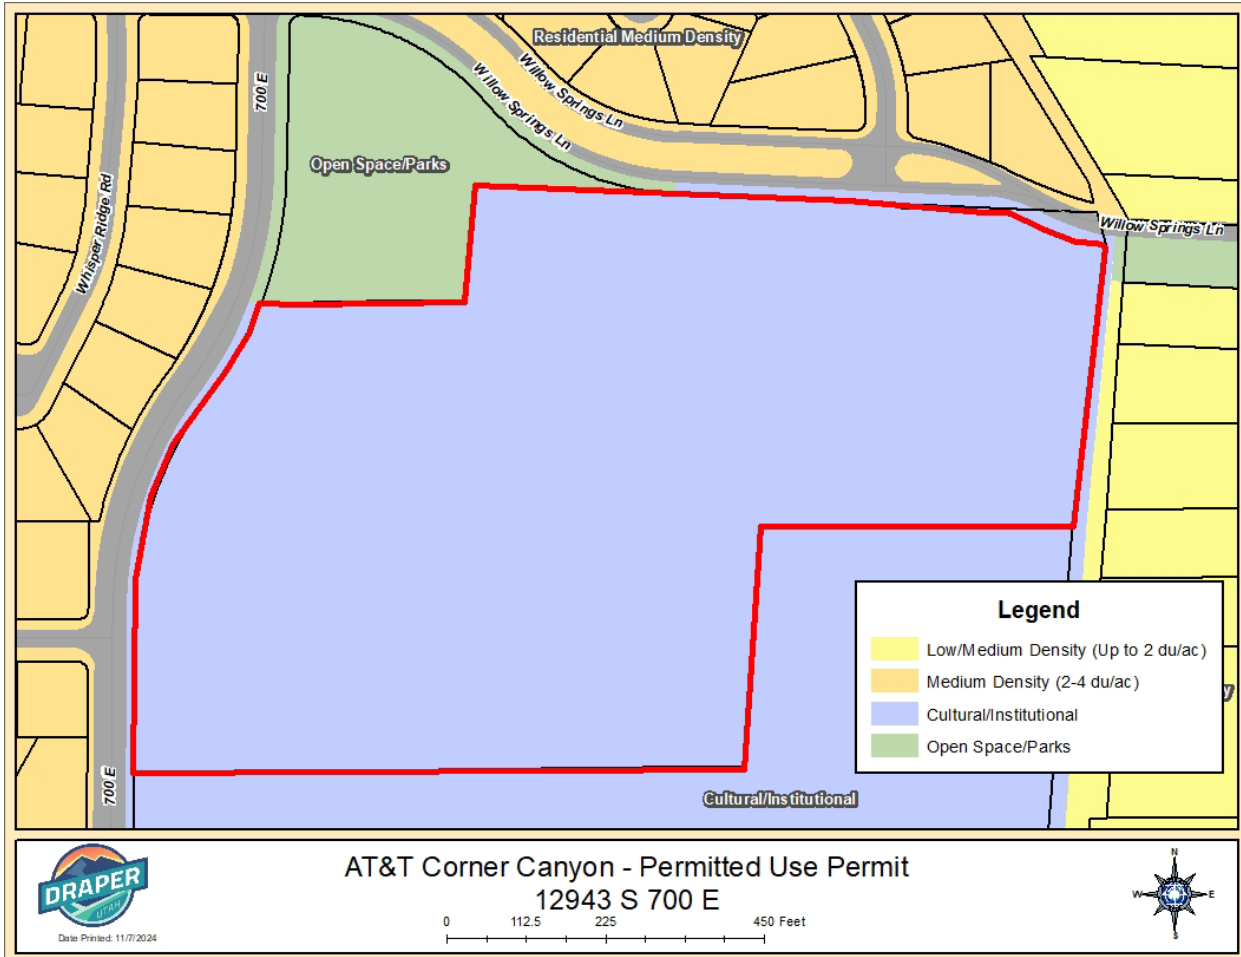 Residential Medium Density
Willow Springs Ln
Willow Springs Ln
700 E
Open Space/Parks
Whisper Ridge Rd
Willow Springs Ln
Legend
Low/Medium Density (Up to 2 du/ac)
Medium Density (2-4 du/ac)
Cultural/Institutional
Open Space/Parks
y
700 E
Cultural/Institutional
DRAPER
UTAH
Date Printed: 11/7/2024
AT&T Corner Canyon - Permitted Use Permit
12943 S 700 E
0 112.5 225 450 Feet
N
W E
S